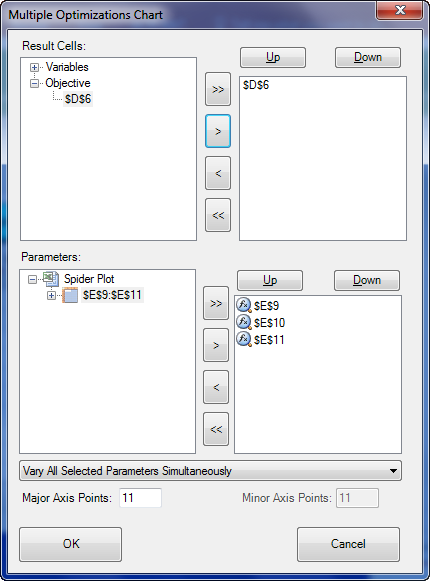 Multiple Optimizations Chart
Result Cells:
Up
Down
Variables
Objective
$D$6
>>
>
<
<<
$D$6
Parameters:
Up
Down
Spider Plot
$E$9:$E$11
>>
>
<
<<
$E$9
$E$10
$E$11
Vary All Selected Parameters Simultaneously
Major Axis Points: 11
Minor Axis Points: 11
OK
Cancel